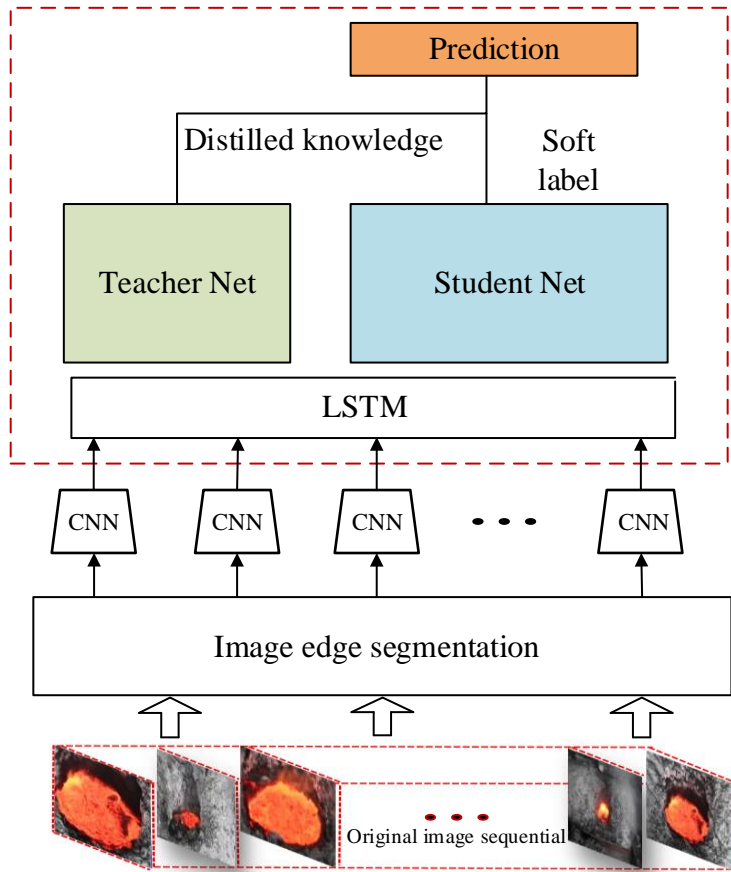 Prediction
Distilled knowledge
Soft
label
Teacher Net
Student Net
LSTM
CNN
CNN
CNN
CNN
Image edge segmentation
Original image sequential